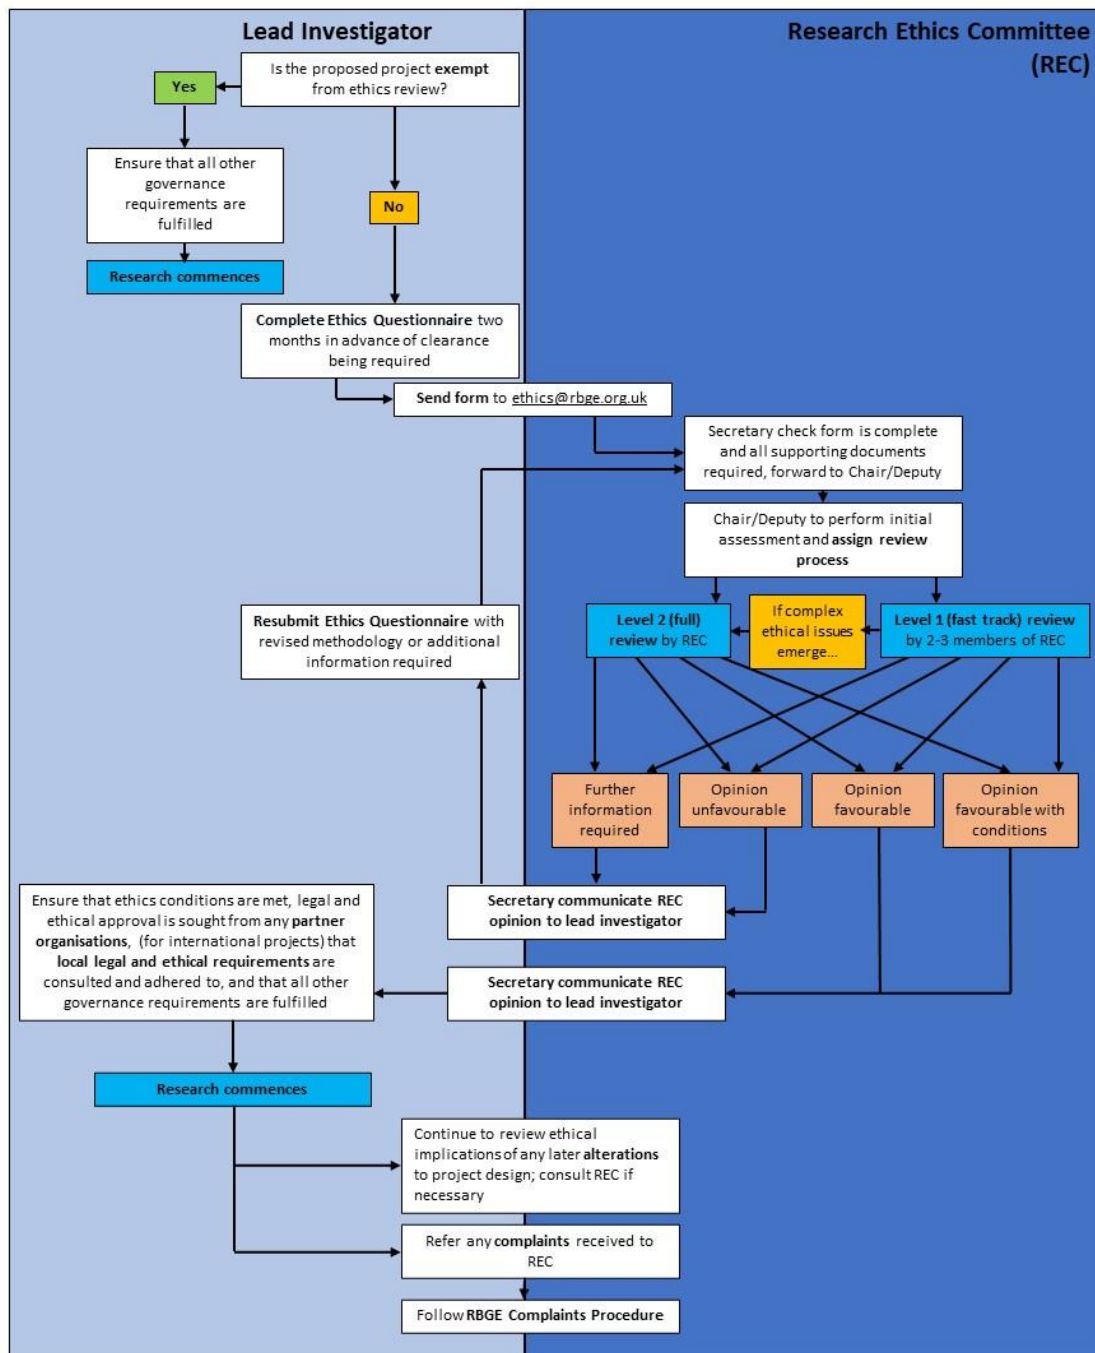 Lead Investigator
Research Ethics Committee
(REC)
Is the proposed project exempt
from ethics review?
Yes
Ensure that all other
governance
requirements are
fulfilled
No
Research commences
Complete Ethics Questionnaire two
months in advance of clearance
being required
Send form to ethics@rbge.org.uk
Secretary check form is complete
and all supporting documents
required, forward to Chair/Deputy
Chair/Deputy to perform initial
assessment and assign review
process
Resubmit Ethics Questionnaire with
revised methodology or additional
information required
Level 2 (full)
review by REC
If complex
ethical issues
emerge...
Level 1 (fast track) review
by 2-3 members of REC
Further
information
required
Opinion
unfavourable
Opinion
favourable
Opinion
favourable with
conditions
Secretary communicate REC
opinion to lead investigator
Ensure that ethics conditions are met, legal and
ethical approval is sought from any partner
organisations, (for international projects) that
local legal and ethical requirements are
consulted and adhered to, and that all other
governance requirements are fulfilled
Secretary communicate REC
opinion to lead investigator
Research commences
Continue to review ethical
implications of any later alterations
to project design; consult REC if
necessary
Refer any complaints received to
REC
Follow RBGE Complaints Procedure